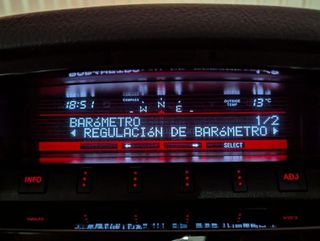 18:51
COMPASS
W N E
OUTSIDE TEMP
13°C
BARóMETRO 1/2
◄ REGULACIóN DE BARóMETRO ►
← → SELECT
INFO
ADJ